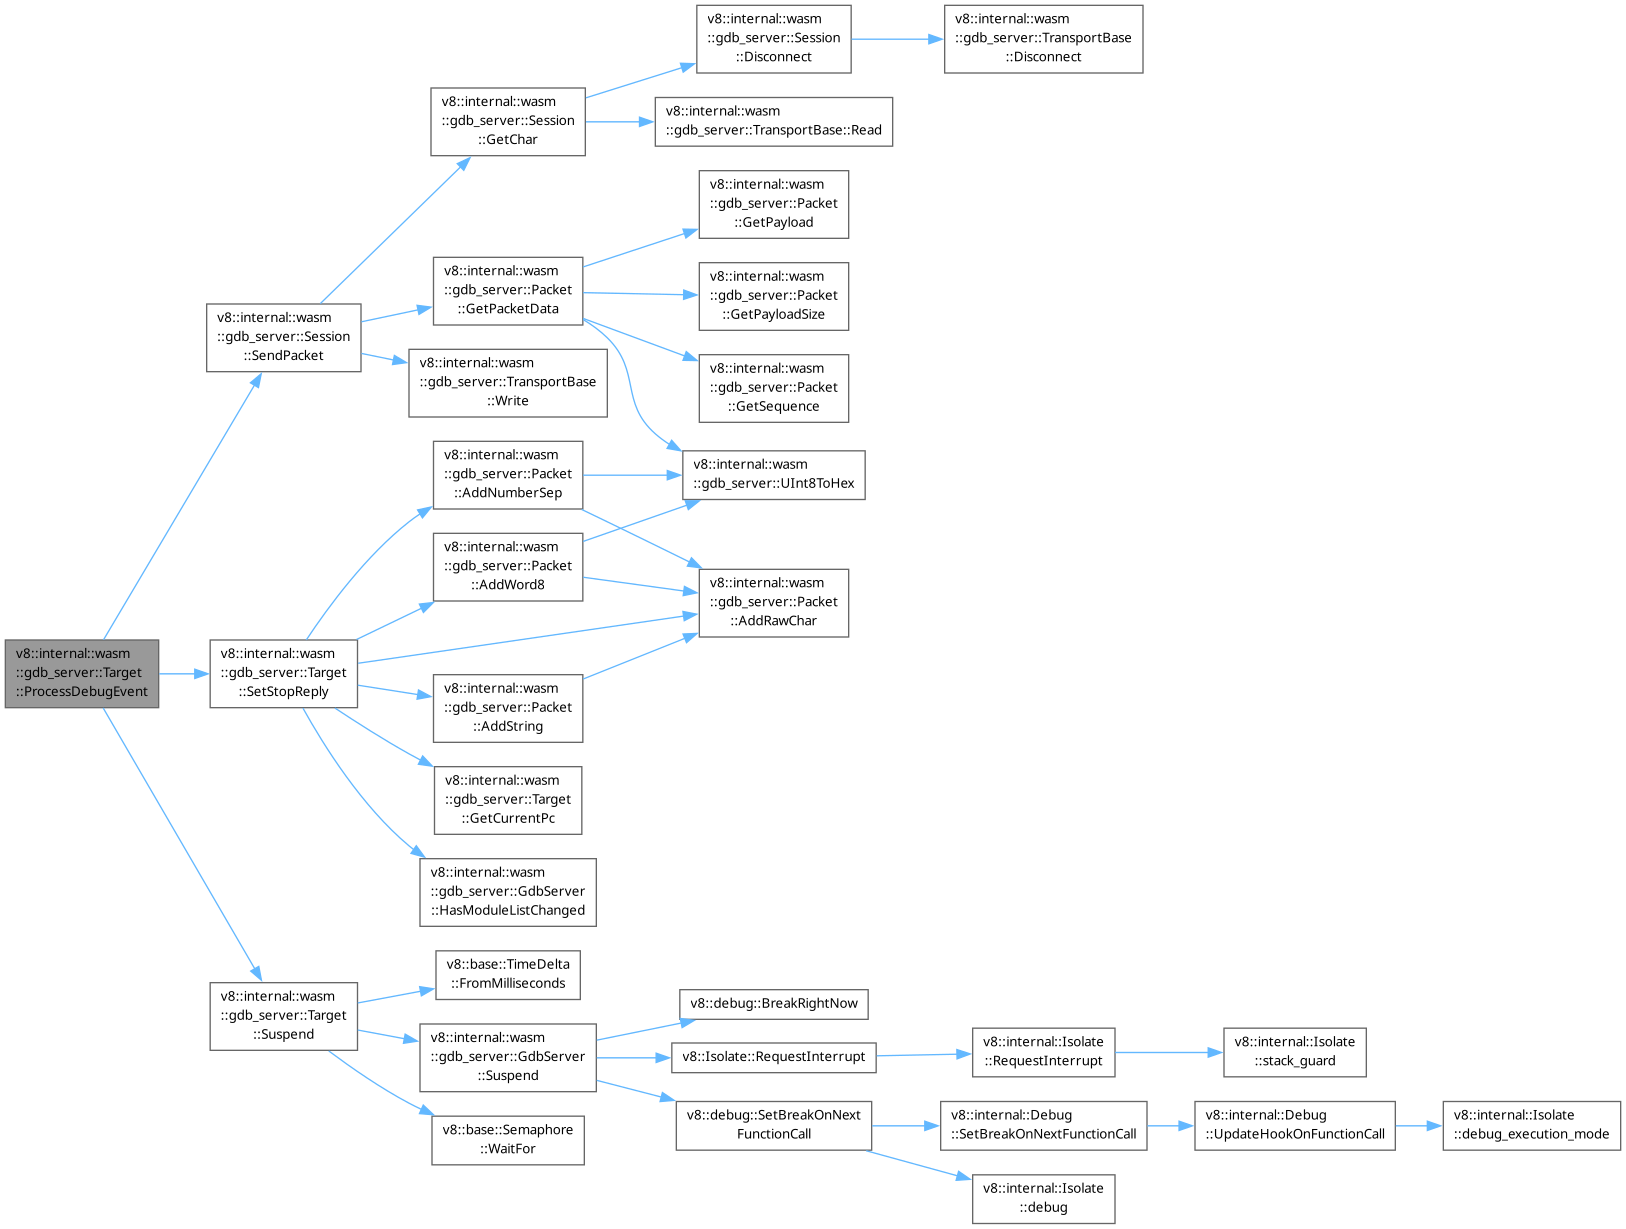 v8::internal::wasm
::gdb_server::Target
::ProcessDebugEvent
v8::internal::wasm
::gdb_server::Session
::SendPacket
v8::internal::wasm
::gdb_server::Session
::GetChar
v8::internal::wasm
::gdb_server::Session
::Disconnect
v8::internal::wasm
::gdb_server::TransportBase
::Disconnect
v8::internal::wasm
::gdb_server::TransportBase::Read
v8::internal::wasm
::gdb_server::Packet
::GetPacketData
v8::internal::wasm
::gdb_server::Packet
::GetPayload
v8::internal::wasm
::gdb_server::Packet
::GetPayloadSize
v8::internal::wasm
::gdb_server::Packet
::GetSequence
v8::internal::wasm
::gdb_server::UInt8ToHex
v8::internal::wasm
::gdb_server::TransportBase
::Write
v8::internal::wasm
::gdb_server::Target
::SetStopReply
v8::internal::wasm
::gdb_server::Packet
::AddNumberSep
v8::internal::wasm
::gdb_server::Packet
::AddWord8
v8::internal::wasm
::gdb_server::Packet
::AddRawChar
v8::internal::wasm
::gdb_server::Packet
::AddString
v8::internal::wasm
::gdb_server::Target
::GetCurrentPc
v8::internal::wasm
::gdb_server::GdbServer
::HasModuleListChanged
v8::internal::wasm
::gdb_server::Target
::Suspend
v8::base::TimeDelta
::FromMilliseconds
v8::internal::wasm
::gdb_server::GdbServer
::Suspend
v8::debug::BreakRightNow
v8::Isolate::RequestInterrupt
v8::internal::Isolate
::RequestInterrupt
v8::internal::Isolate
::stack_guard
v8::debug::SetBreakOnNext
FunctionCall
v8::internal::Debug
::SetBreakOnNextFunctionCall
v8::internal::Debug
::UpdateHookOnFunctionCall
v8::internal::Isolate
::debug_execution_mode
v8::internal::Isolate
::debug
v8::base::Semaphore
::WaitFor